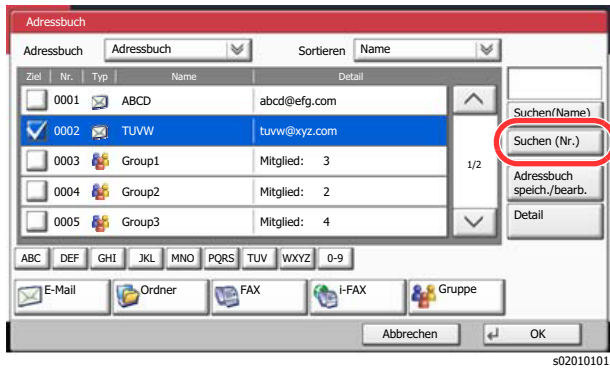 Adressbuch
Adressbuch Adressbuch Sortieren Name
Ziel Nr. Typ Name Detail
0001 ABCD abcd@efg.com
Suchen(Name)
0002 TUVW tuvw@xyz.com
Suchen (Nr.)
0003 Group1 Mitglied: 3
1/2
Adressbuch
speich./bearb.
0004 Group2 Mitglied: 2
0005 Group3 Mitglied: 4
Detail
ABC DEF GHI JKL MNO PQRS TUV WXYZ 0-9
E-Mail Ordner FAX i-FAX Gruppe
Abbrechen OK
s02010101